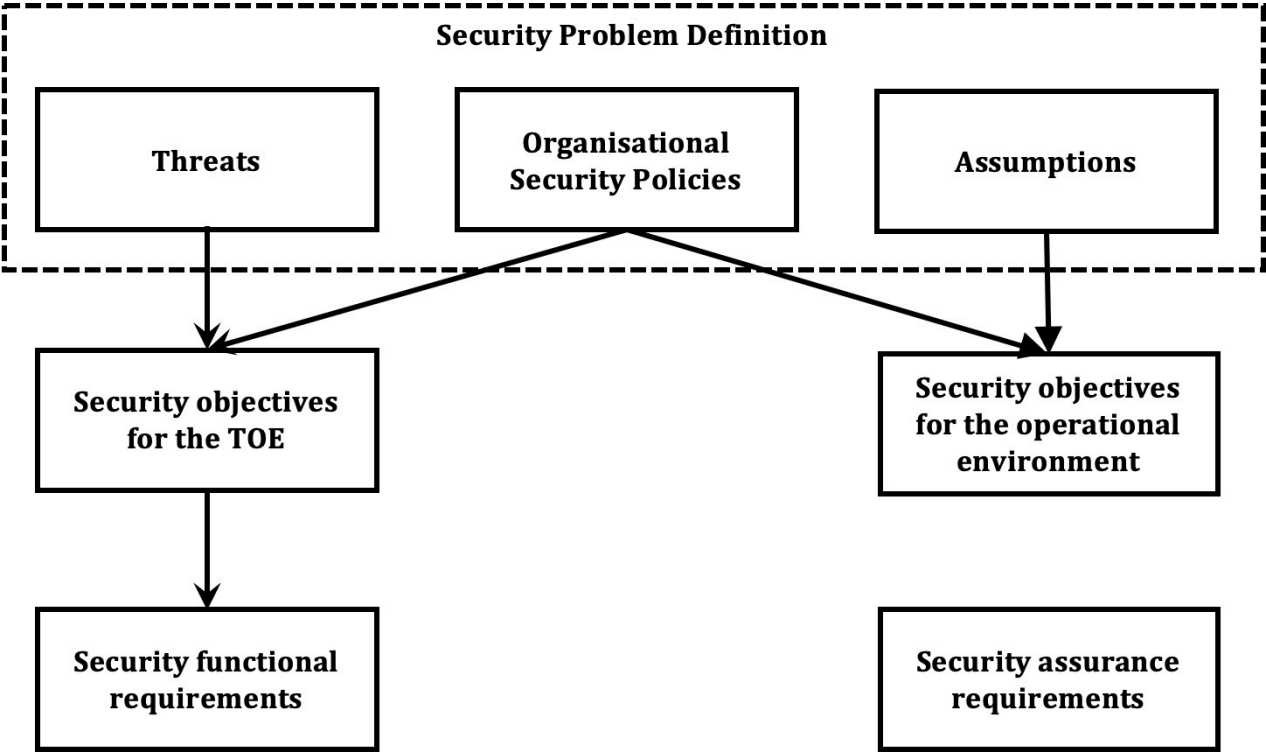 Security Problem Definition
Threats
Organisational
Security Policies
Assumptions
Security objectives
for the TOE
Security objectives
for the operational
environment
Security functional
requirements
Security assurance
requirements